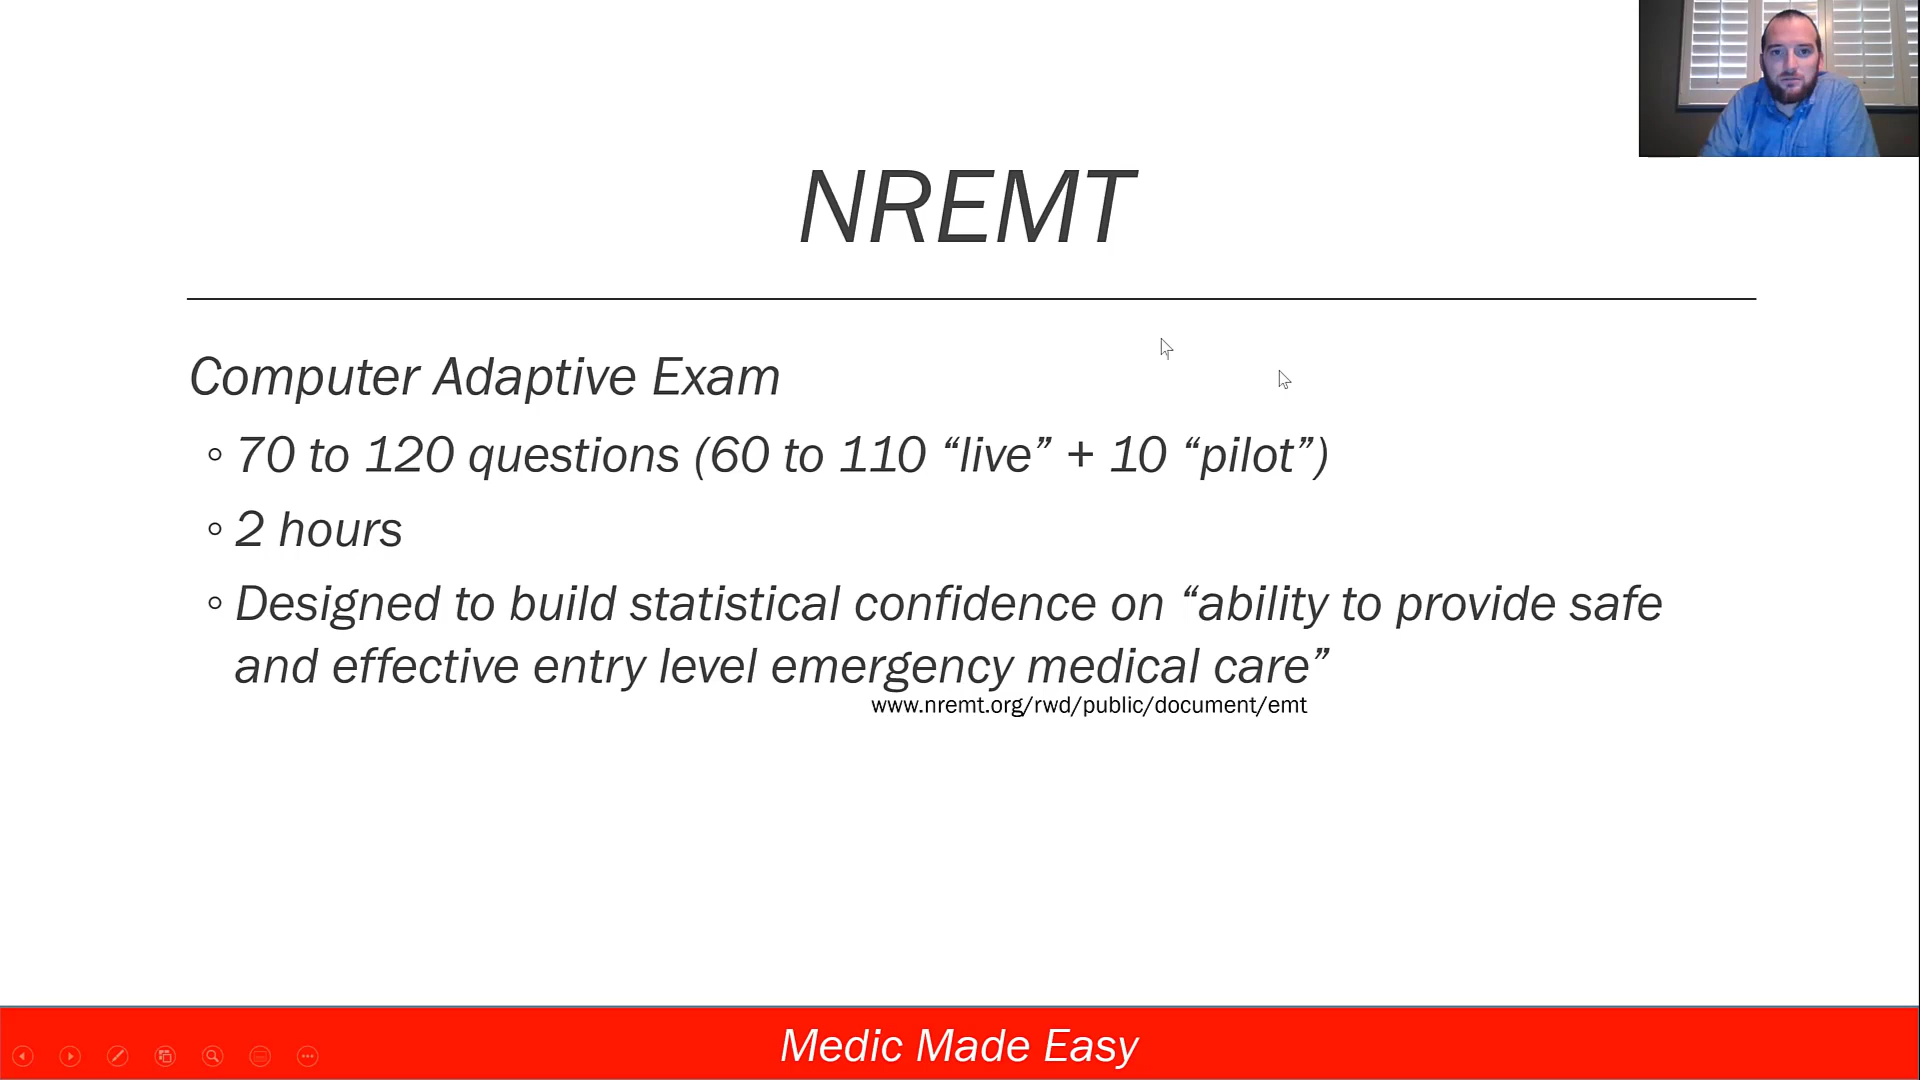 NREMT
Computer Adaptive Exam
◦ 70 to 120 questions (60 to 110 “live” + 10 “pilot”)
◦ 2 hours
◦ Designed to build statistical confidence on “ability to provide safe
and effective entry level emergency medical care”
www.nremt.org/rwd/public/document/emt
Medic Made Easy